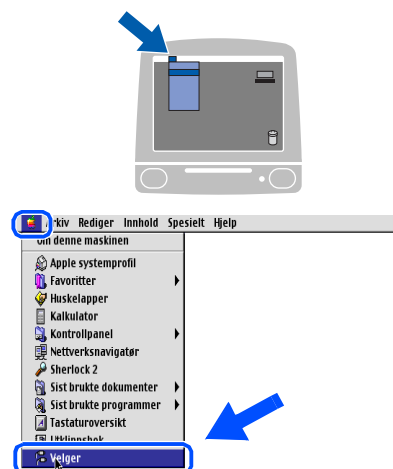 Arkiv Rediger Innhold Spesielt Hjelp
Om denne maskinen
Apple systemprofil
Favoritter
Huskelapper
Kalkulator
Kontrollpanel
Nettverksnavigatør
Sherlock 2
Sist brukte dokumenter
Sist brukte programmer
Tastaturoversikt
Utklippsbok
Velger